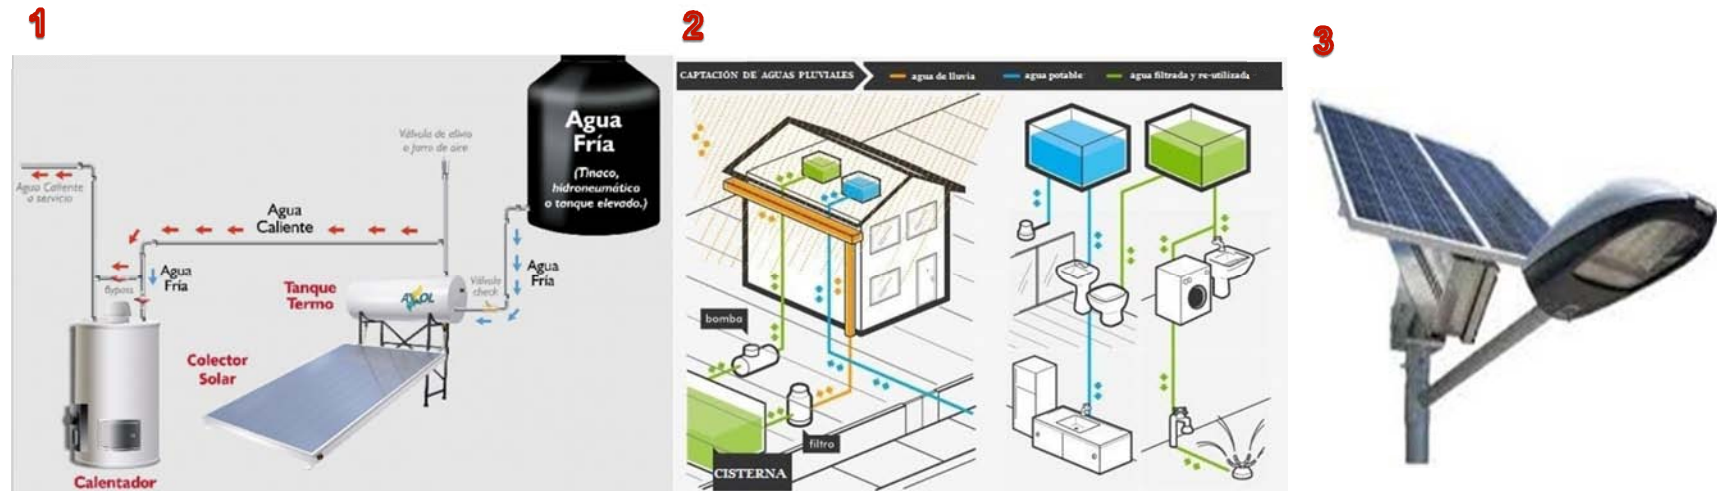 1
Agua
Fría
(Tinaco,
hidroneumático
o tanque elevado.)
Válvula de alivio
o jarro de aire
Agua Caliente
a servicio
Agua
Caliente
Agua
Fría
Bypass
Tanque
Termo
Válvula
check
Agua
Fría
Colector
Solar
Calentador
2
CAPTACIÓN DE AGUAS PLUVIALES
agua de lluvia
agua potable
agua filtrada y re-utilizada
bomba
filtro
CISTERNA
3